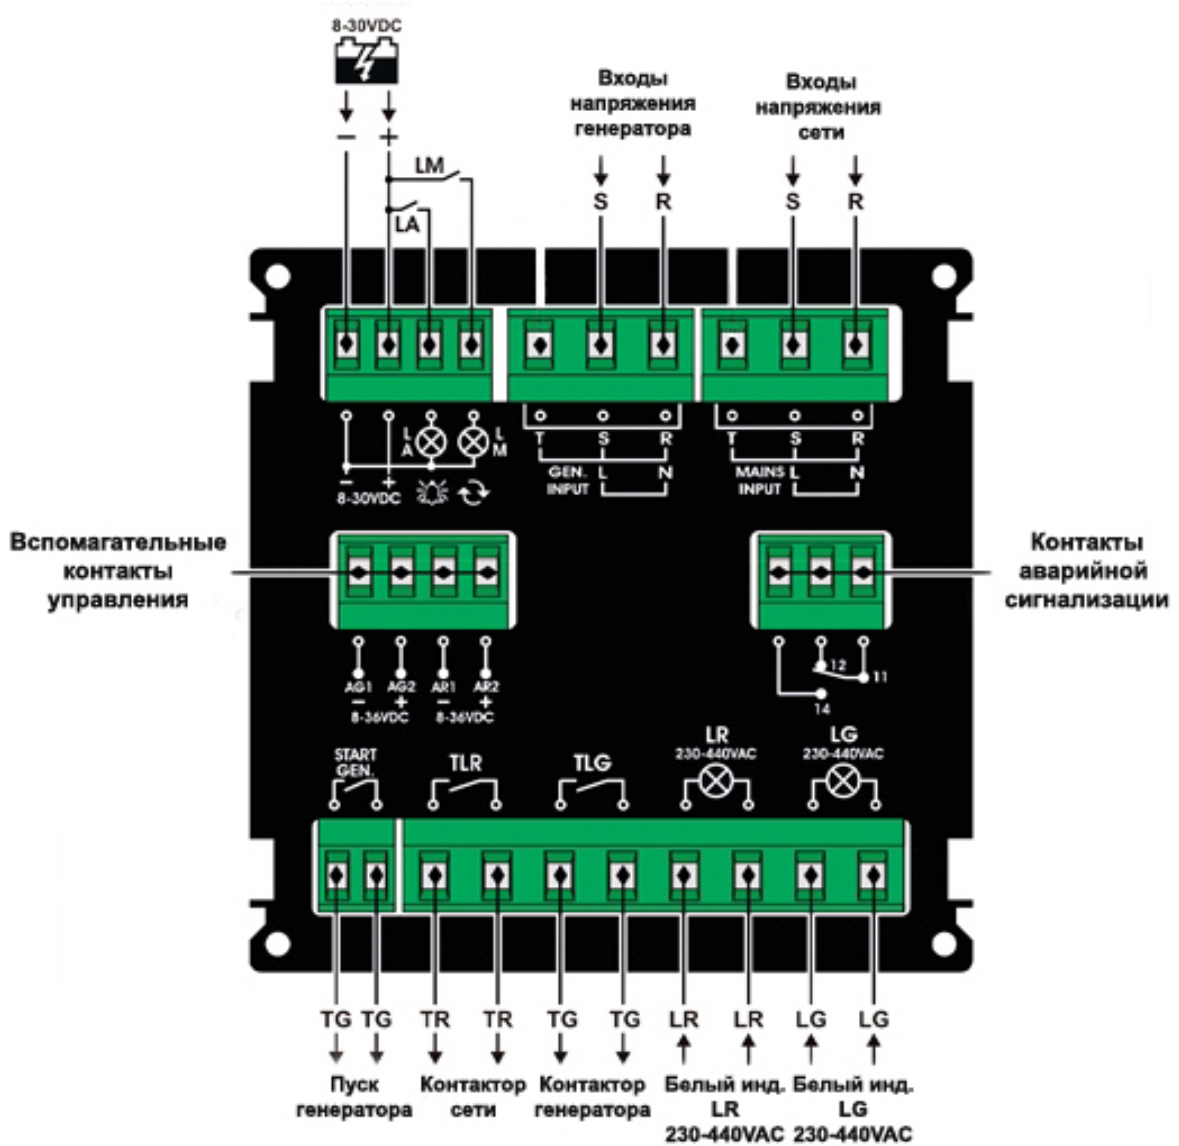 8-30VDC
Входы
напряжения
генератора
Входы
напряжения
сети
− +
LM
LA
S R
S R
L A
L M
− +
8-30VDC
T S R
GEN. L N
INPUT
T S R
MAINS L N
INPUT
Вспомагательные
контакты
управления
Контакты
аварийной
сигнализации
AG1 AG2 AR1 AR2
− + − +
8-36VDC 8-36VDC
12
11
14
START
GEN.
TLR
TLG
LR
230-440VAC
LG
230-440VAC
TG TG TR TR TG TG LR LR LG LG
Пуск
генератора
Контактор
сети
Контактор
генератора
Белый инд.
LR
230-440VAC
Белый инд.
LG
230-440VAC